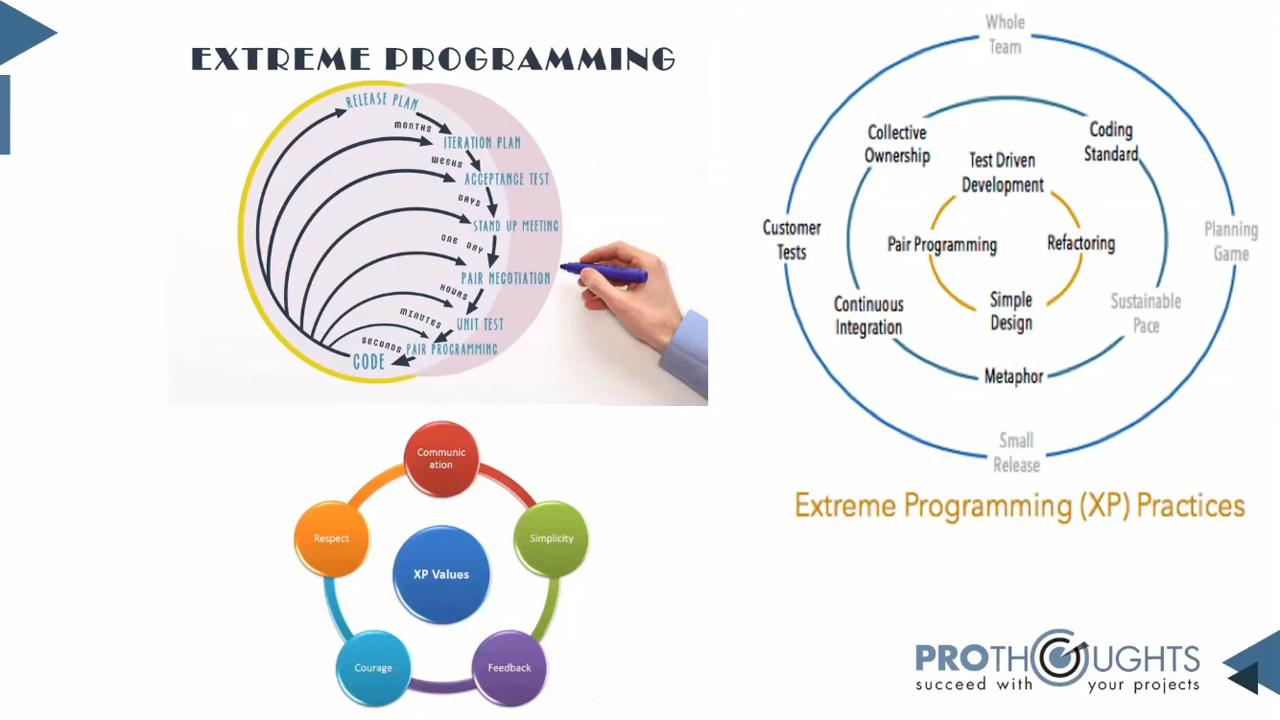 EXTREME PROGRAMMING
RELEASE PLAN
MONTHS
ITERATION PLAN
WEEKS
ACCEPTANCE TEST
DAYS
STAND UP MEETING
ONE DAY
PAIR NEGOTIATION
HOURS
UNIT TEST
MINUTES
PAIR PROGRAMMING
SECONDS
CODE
Whole
Team
Collective
Ownership
Coding
Standard
Test Driven
Development
Customer
Tests
Pair Programming
Refactoring
Planning
Game
Continuous
Integration
Simple
Design
Sustainable
Pace
Metaphor
Small
Release
Extreme Programming (XP) Practices
Communic
ation
Respect
Simplicity
XP Values
Courage
Feedback
PROTHOUGHTS
succeed with your projects